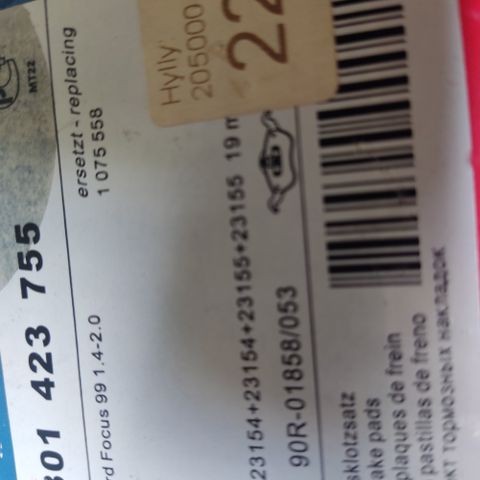 MT22
ersetzt - replacing
1 075 558
Hylly
205000
22
301 423 755
rd Focus 99 1.4-2.0
23154+23154+23155+23155 19 m
90R-01858/053
sklotzsatz
ake pads
plaques de frein
pastillas de freno
кт тормозных накладок